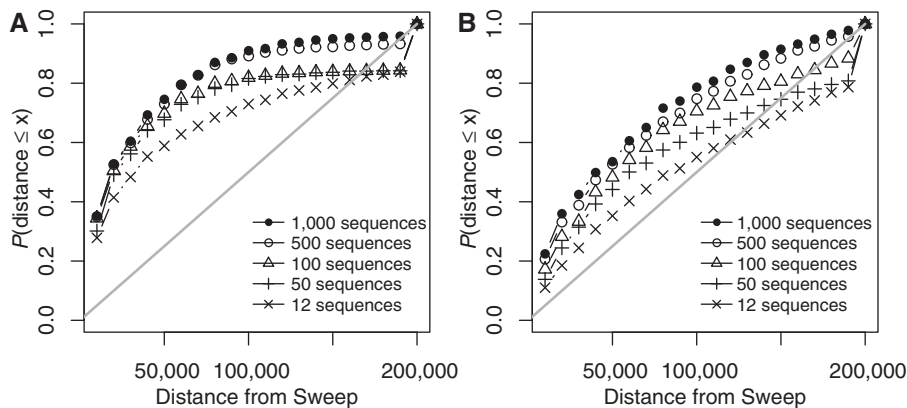 A
P(distance ≤ x)
1.0
0.8
0.6
0.4
0.2
0.0
1,000 sequences
500 sequences
100 sequences
50 sequences
12 sequences
50,000
100,000
200,000
Distance from Sweep
B
P(distance ≤ x)
1.0
0.8
0.6
0.4
0.2
0.0
1,000 sequences
500 sequences
100 sequences
50 sequences
12 sequences
50,000
100,000
200,000
Distance from Sweep